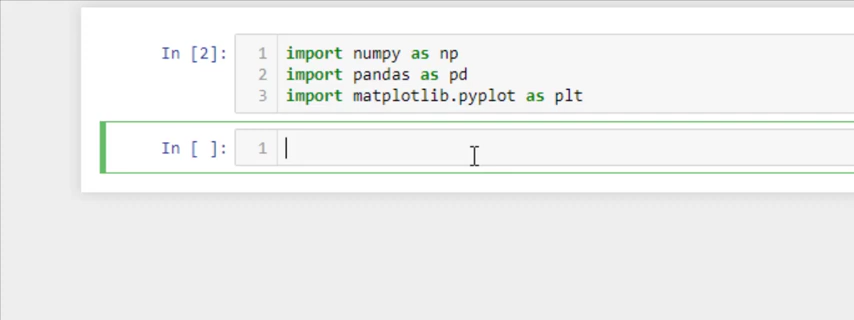 In [2]: 1 import numpy as np
2 import pandas as pd
3 import matplotlib.pyplot as plt
In [ ]: 1